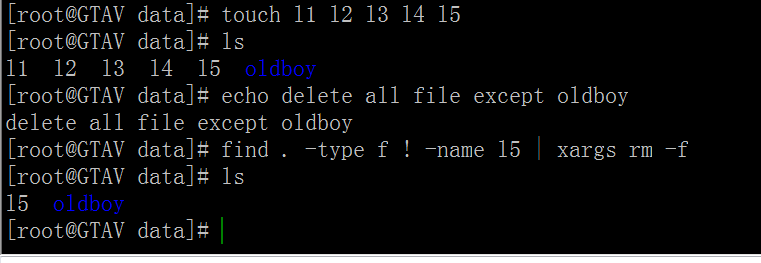 [root@GTAV data]# touch l1 l2 l3 l4 l5
[root@GTAV data]# ls
l1  l2  l3  l4  l5  oldboy
[root@GTAV data]# echo delete all file except oldboy
delete all file except oldboy
[root@GTAV data]# find . -type f ! -name l5 | xargs rm -f
[root@GTAV data]# ls
l5  oldboy
[root@GTAV data]#